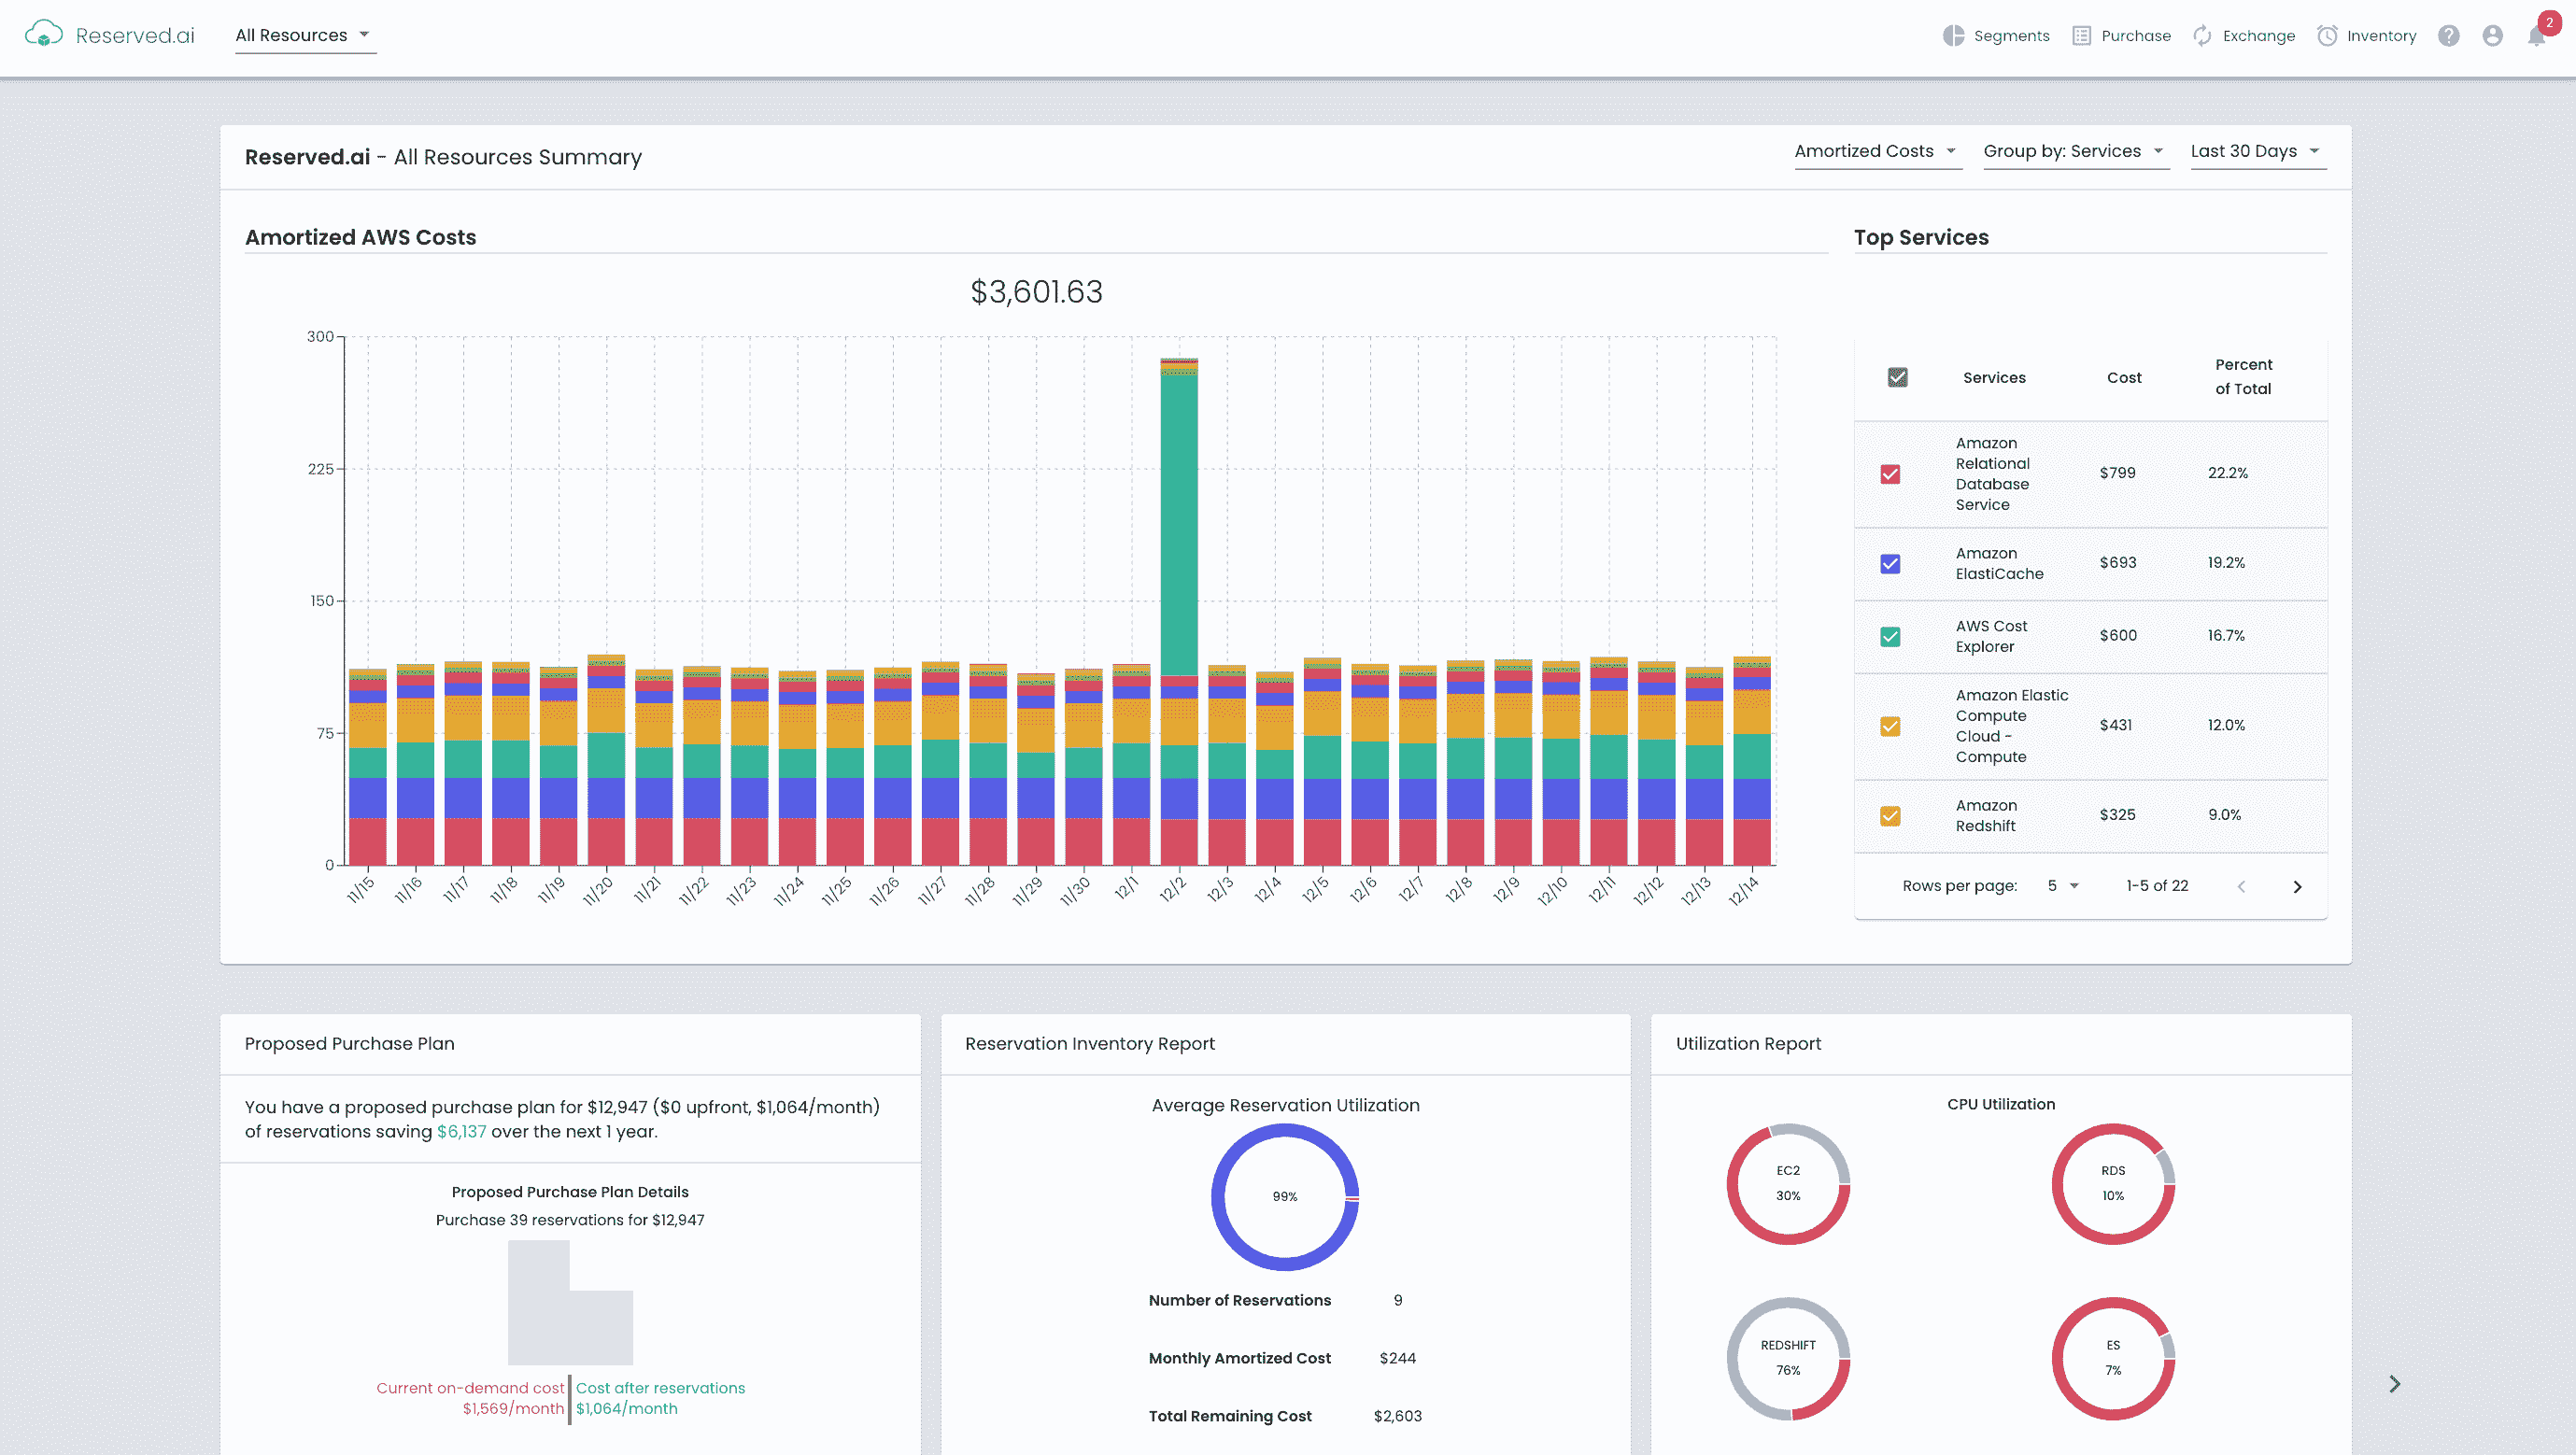 Reserved.ai
All Resources
Segments
Purchase
Exchange
Inventory
?
2
Reserved.ai - All Resources Summary
Amortized Costs
Group by: Services
Last 30 Days
Amortized AWS Costs
$3,601.63
300
225
150
75
0
11/15
11/16
11/17
11/18
11/19
11/20
11/21
11/22
11/23
11/24
11/25
11/26
11/27
11/28
11/29
11/30
12/1
12/2
12/3
12/4
12/5
12/6
12/7
12/8
12/9
12/10
12/11
12/12
12/13
12/14
Top Services
Services
Cost
Percent
of Total
Amazon
Relational
Database
Service
$799
22.2%
Amazon
ElastiCache
$693
19.2%
AWS Cost
Explorer
$600
16.7%
Amazon Elastic
Compute
Cloud -
Compute
$431
12.0%
Amazon
Redshift
$325
9.0%
Rows per page:
5
1-5 of 22
Proposed Purchase Plan
You have a proposed purchase plan for $12,947 ($0 upfront, $1,064/month)
of reservations saving $6,137 over the next 1 year.
Proposed Purchase Plan Details
Purchase 39 reservations for $12,947
Current on-demand cost
$1,569/month
Cost after reservations
$1,064/month
Reservation Inventory Report
Average Reservation Utilization
99%
Number of Reservations
9
Monthly Amortized Cost
$244
Total Remaining Cost
$2,603
Utilization Report
CPU Utilization
EC2
30%
RDS
10%
REDSHIFT
76%
ES
7%